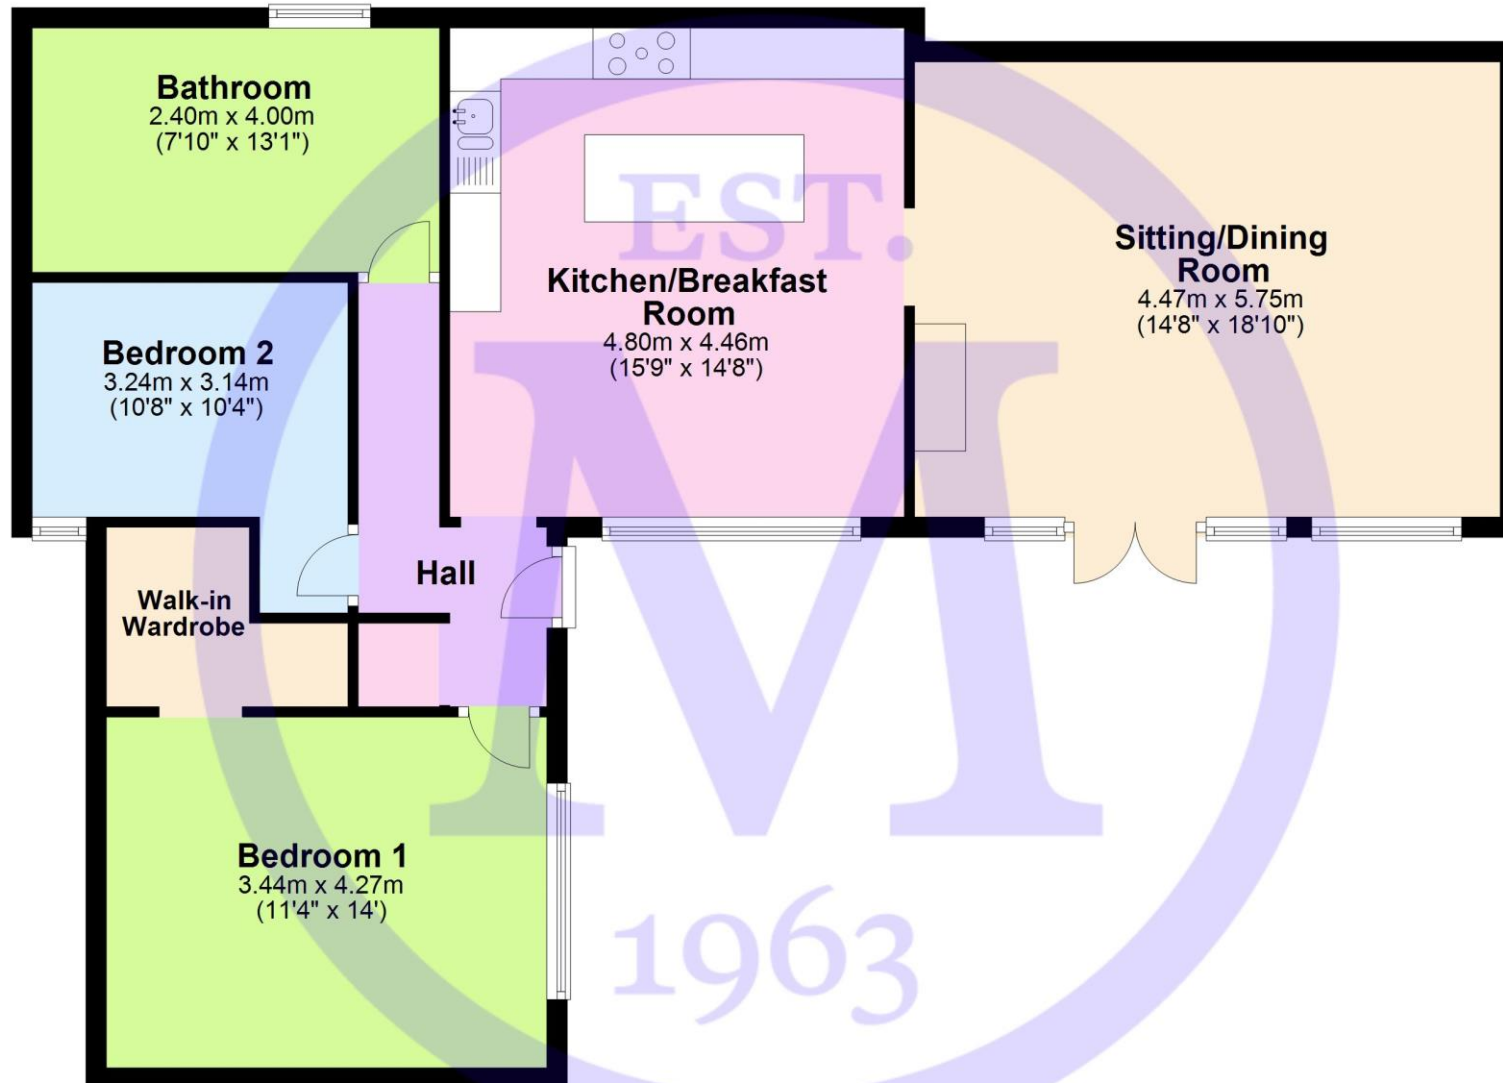 Bathroom
2.40m x 4.00m
(7'10" x 13'1")
EST.
Kitchen/Breakfast
Room
4.80m x 4.46m
(15'9" x 14'8")
Sitting/Dining
Room
4.47m x 5.75m
(14'8" x 18'10")
Bedroom 2
3.24m x 3.14m
(10'8" x 10'4")
M
Hall
Walk-in
Wardrobe
Bedroom 1
3.44m x 4.27m
(11'4" x 14')
1963